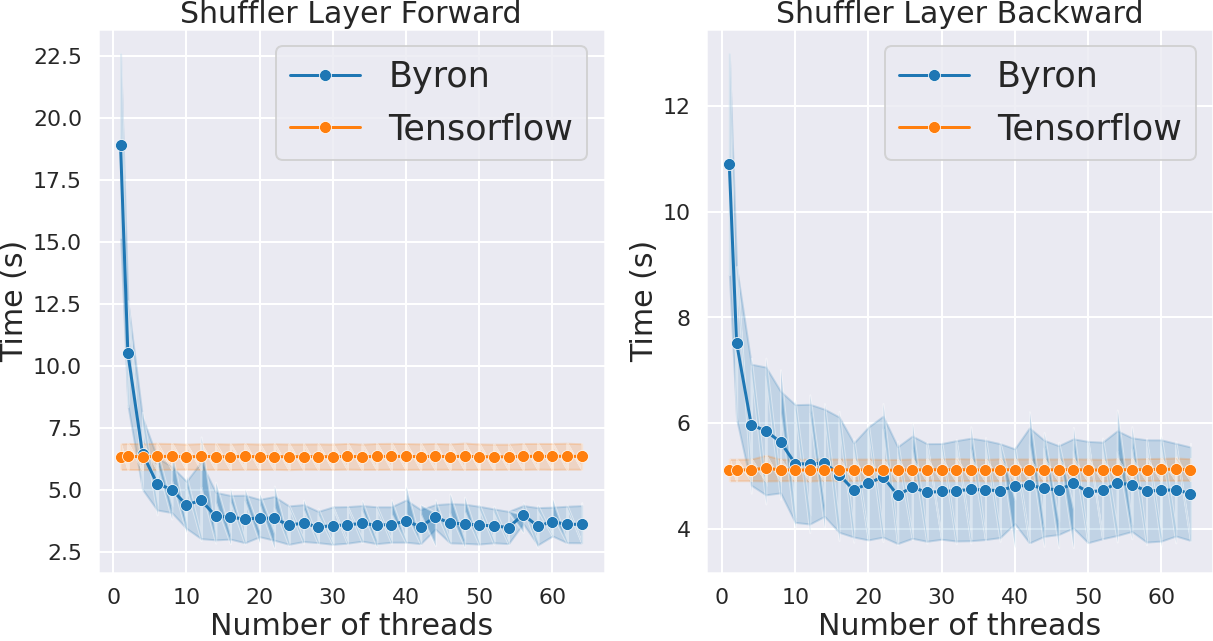 Shuffler Layer Forward
Byron
Tensorflow
Time (s)
22.5
20.0
17.5
15.0
12.5
10.0
7.5
5.0
2.5
0 10 20 30 40 50 60
Number of threads
Shuffler Layer Backward
Byron
Tensorflow
Time (s)
12
10
8
6
4
0 10 20 30 40 50 60
Number of threads